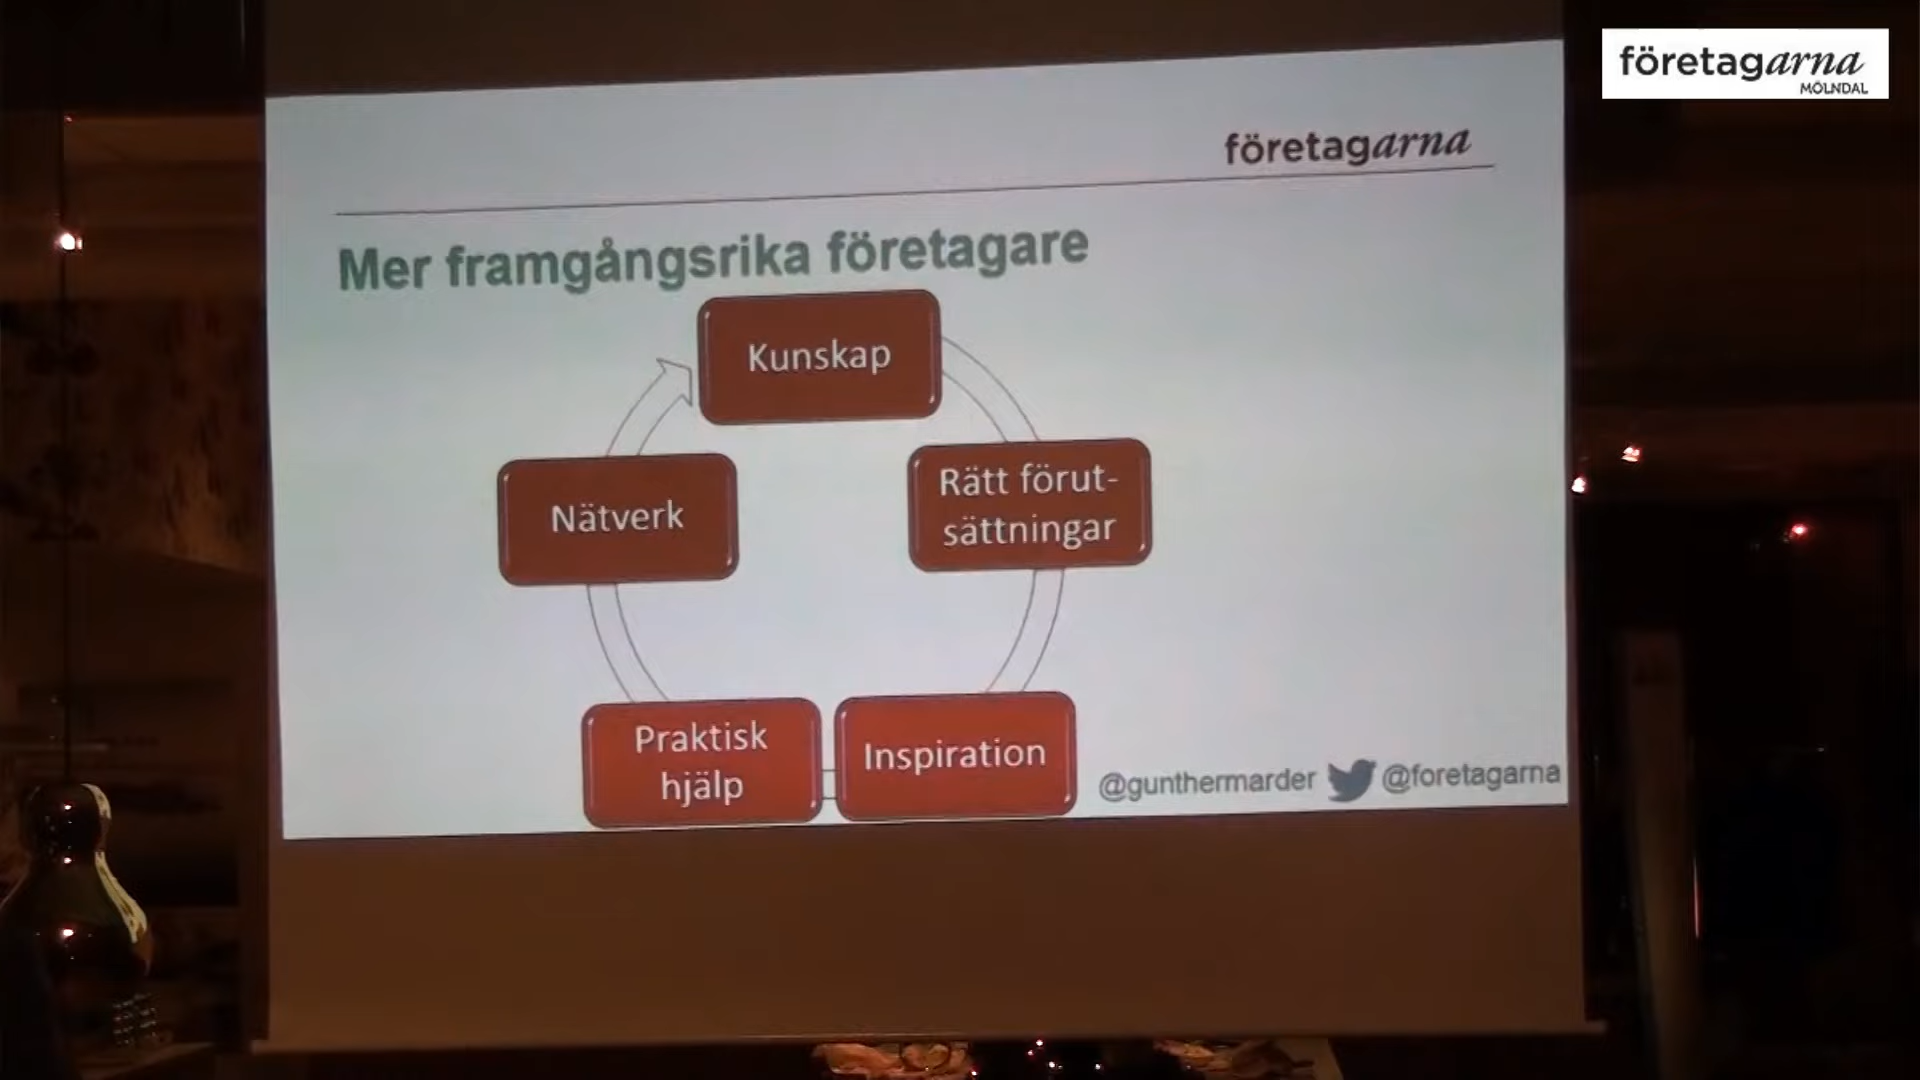 företagarna
MÖLNDAL
företagarna
Mer framgångsrika företagare
Kunskap
Rätt förut-
sättningar
Nätverk
Praktisk
hjälp
Inspiration
@gunthermarder @foretagarna